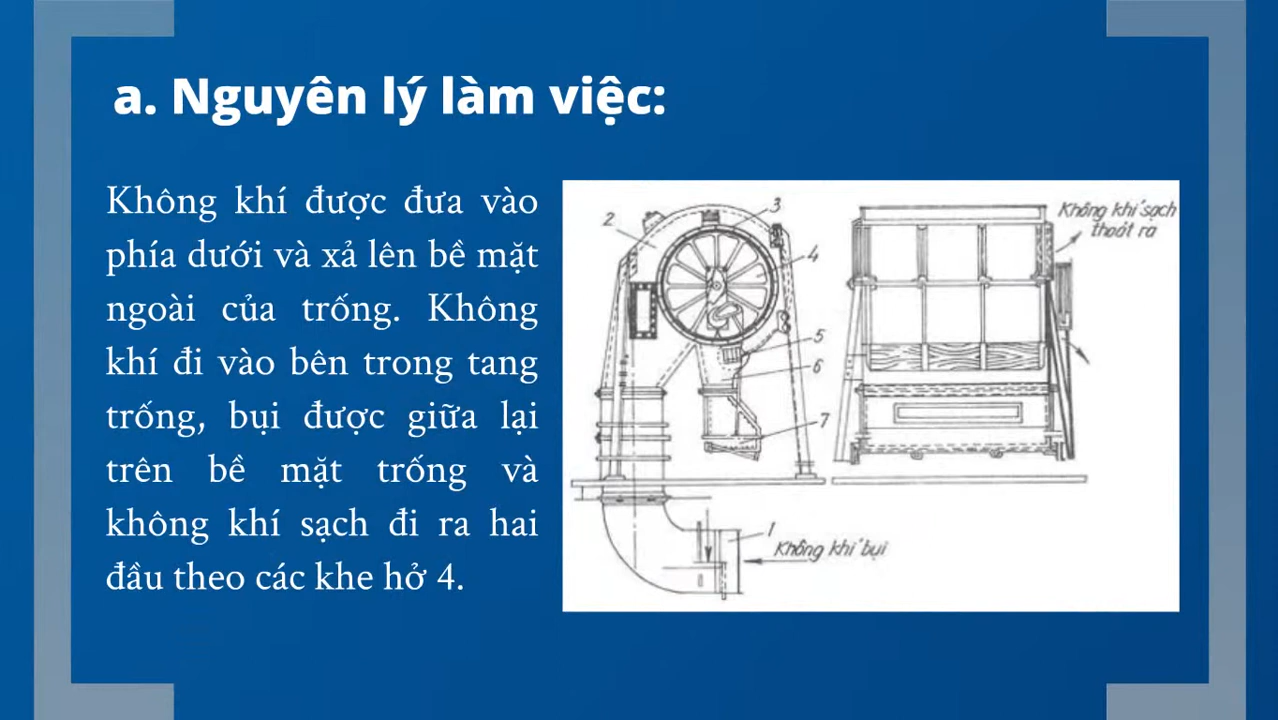 a. Nguyên lý làm việc:
Không khí được đưa vào
phía dưới và xả lên bề mặt
ngoài của trống. Không
khí đi vào bên trong tang
trống, bụi được giữa lại
trên bề mặt trống và
không khí sạch đi ra hai
đầu theo các khe hở 4.
2
3
4
5
6
7
1
Không khí bụi
Không khí sạch
thoát ra